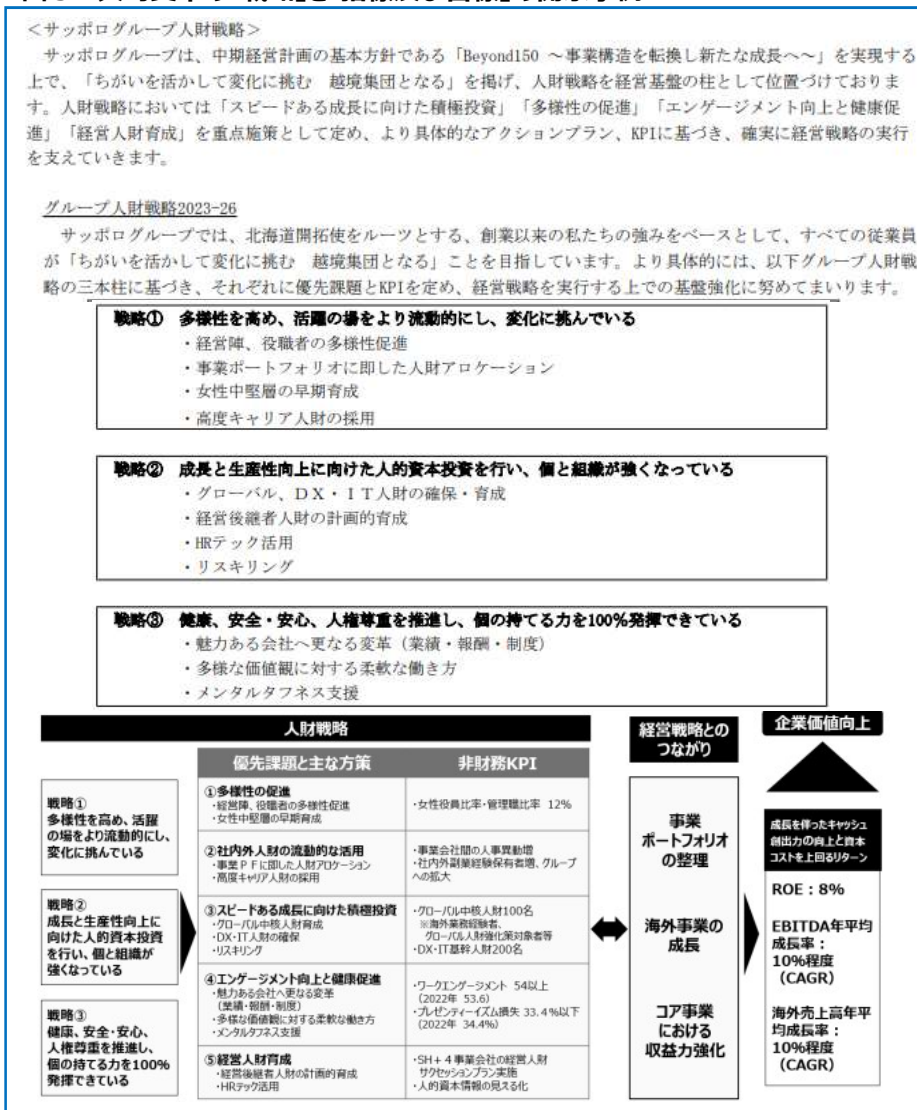 ＜サッポログループ人財戦略＞
サッポログループは、中期経営計画の基本方針である「Beyond150 ～事業構造を転換し新たな成長へ～」を実現する
上で、「ちがいを活かして変化に挑む 越境集団となる」を掲げ、人財戦略を経営基盤の柱として位置づけておりま
す。人財戦略においては「スピードある成長に向けた積極投資」「多様性の促進」「エンゲージメント向上と健康促
進」「経営人財育成」を重点施策として定め、より具体的なアクションプラン、KPIに基づき、確実に経営戦略の実行
を支えていきます。
グループ人財戦略2023-26
サッポログループでは、北海道開拓使をルーツとする、創業以来の私たちの強みをベースとして、すべての従業員
が「ちがいを活かして変化に挑む 越境集団となる」ことを目指しています。より具体的には、以下グループ人財戦
略の三本柱に基づき、それぞれに優先課題とKPIを定め、経営戦略を実行する上での基盤強化に努めてまいります。
戦略① 多様性を高め、活躍の場をより流動的にし、変化に挑んでいる
・経営陣、役職者の多様性促進
・事業ポートフォリオに即した人財アロケーション
・女性中堅層の早期育成
・高度キャリア人財の採用
戦略② 成長と生産性向上に向けた人的資本投資を行い、個と組織が強くなっている
・グローバル、ＤＸ・ＩＴ人財の確保・育成
・経営後継者人財の計画的育成
・HRテック活用
・リスキリング
戦略③ 健康、安全・安心、人権尊重を推進し、個の持てる力を100％発揮できている
・魅力ある会社へ更なる変革（業績・報酬・制度）
・多様な価値観に対する柔軟な働き方
・メンタルタフネス支援
人財戦略
優先課題と主な方策
非財務KPI
戦略①
多様性を高め、活躍
の場をより流動的にし、
変化に挑んでいる
戦略②
成長と生産性向上に
向けた人的資本投資
を行い、個と組織が
強くなっている
戦略③
健康、安全・安心、
人権尊重を推進し、
個の持てる力を100%
発揮できている
①多様性の促進
・経営陣、役職者の多様性促進
・女性中堅層の早期育成
・女性役員比率・管理職比率 12%
②社内外人財の流動的な活用
・事業ＰＦに即した人財アロケーション
・高度キャリア人財の採用
・事業会社間の人事異動増
・社内外副業経験保有者増、グループ
への拡大
③スピードある成長に向けた積極投資
・グローバル中核人財育成
・DX・IT人財の確保
・リスキリング
・グローバル中核人財100名
※海外業務経験者、
グローバル人財強化策対象者等
・DX・IT基幹人財200名
④エンゲージメント向上と健康促進
・魅力ある会社へ更なる変革
（業績・報酬・制度）
・多様な価値観に対する柔軟な働き方
・メンタルタフネス支援
・ワークエンゲージメント 54以上
（2022年 53.6）
・プレゼンティーイズム損失 33.4％以下
（2022年 34.4%）
⑤経営人財育成
・経営後継者人財の計画的育成
・HRテック活用
・SH＋４事業会社の経営人財
サクセッションプラン実施
・人的資本情報の見える化
経営戦略との
つながり
事業
ポートフォリオ
の整理
海外事業の
成長
コア事業
における
収益力強化
企業価値向上
成長を伴ったキャッシュ
創出力の向上と資本
コストを上回るリターン
ROE：8%
EBITDA年平均
成長率：
10%程度
(CAGR)
海外売上高年平
均成長率：
10%程度
(CAGR)